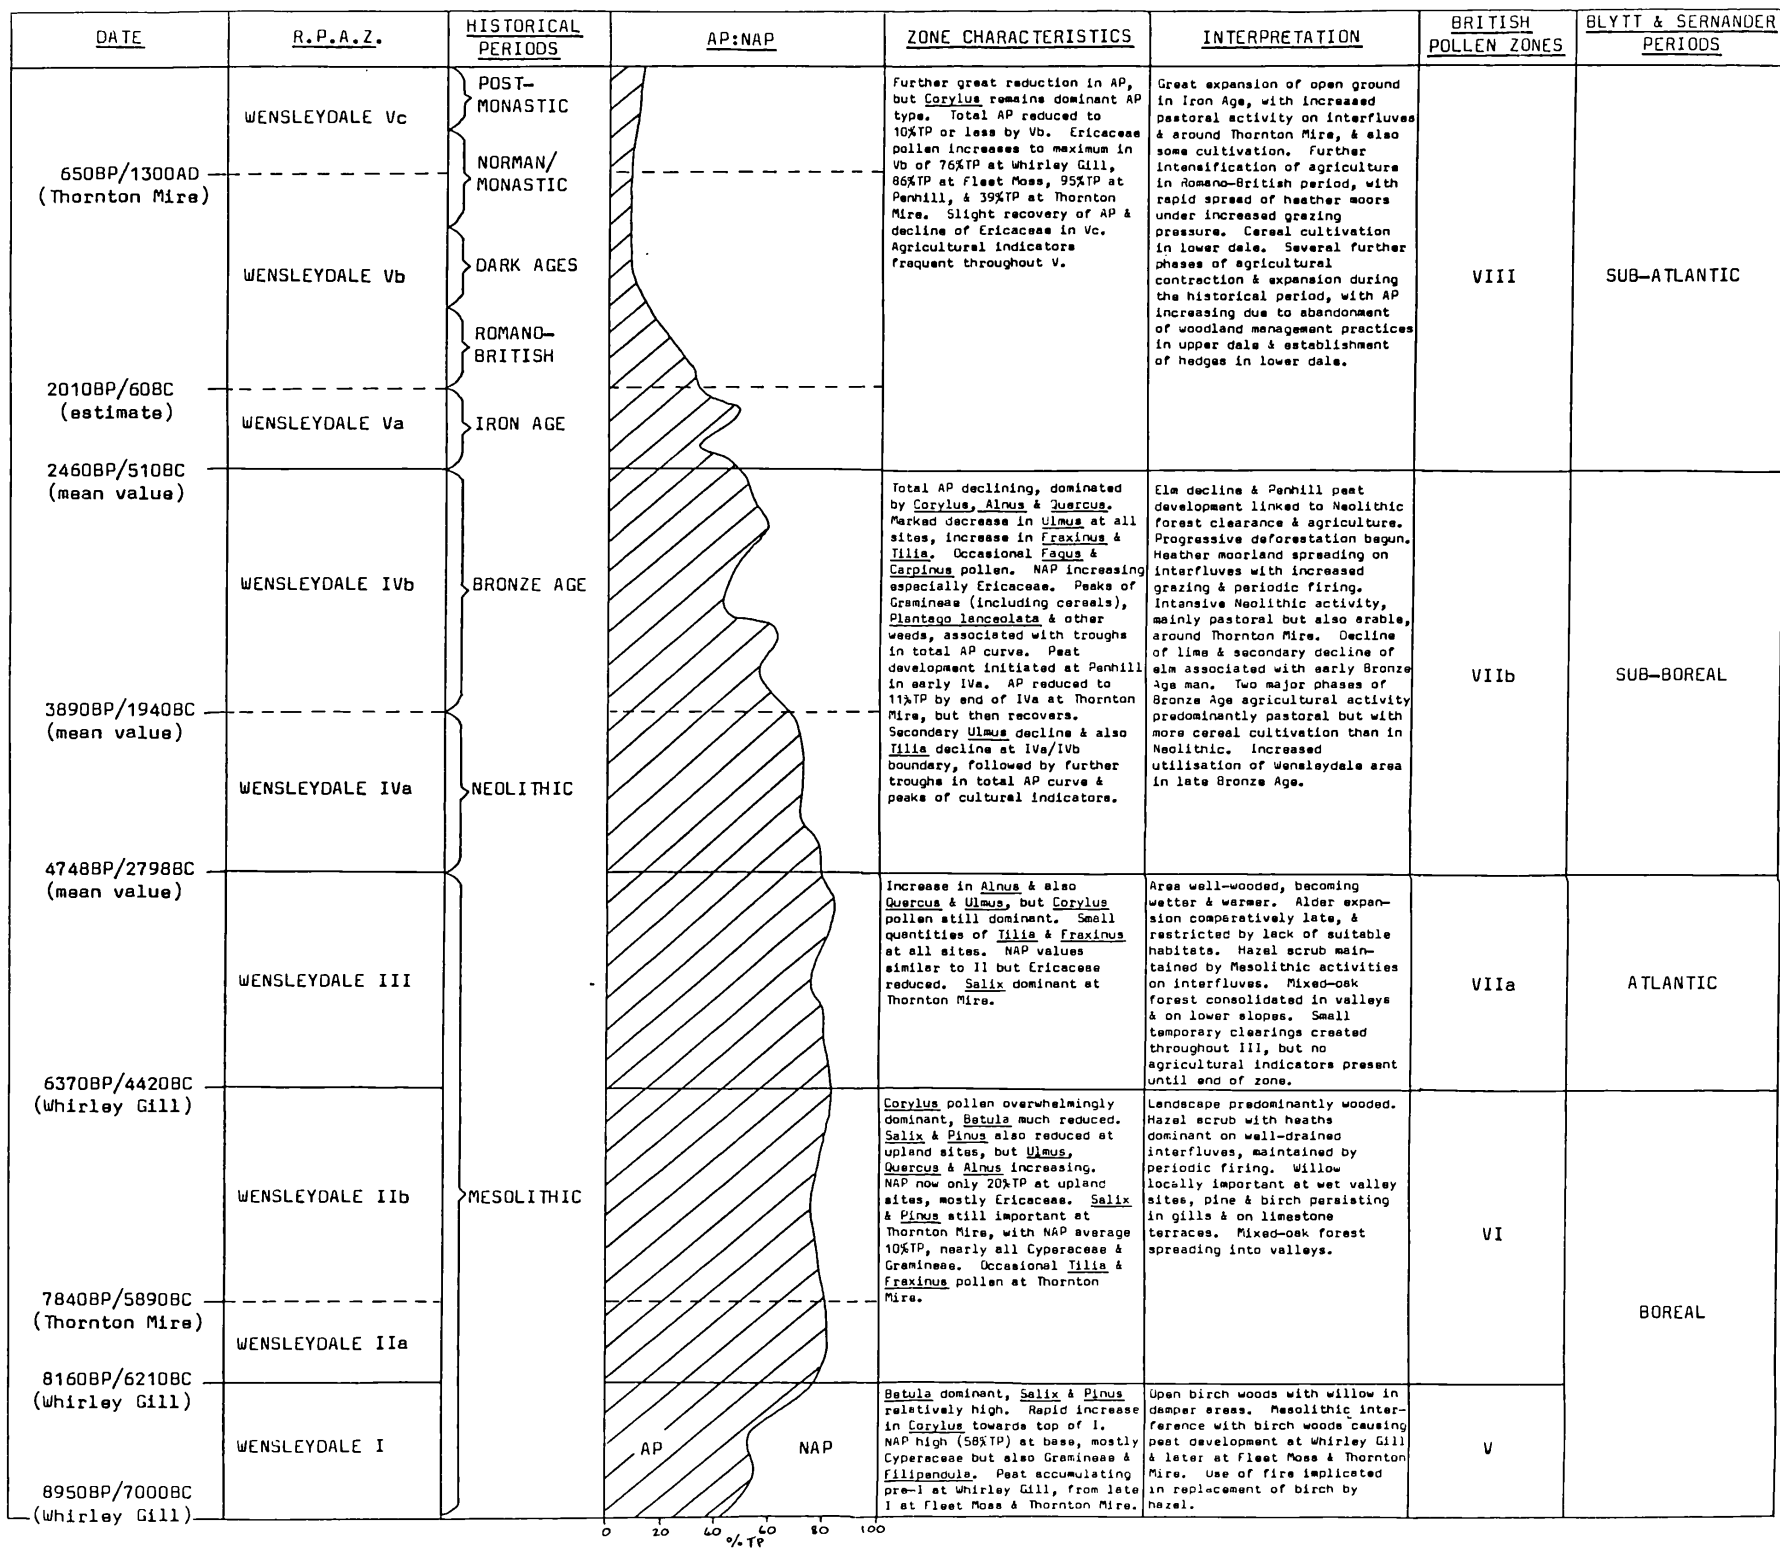 DATE
R.P.A.Z.
HISTORICAL
PERIODS
AP:NAP
ZONE CHARACTERISTICS
INTERPRETATION
BRITISH
POLLEN ZONES
BLYTT & SERNANDER
PERIODS
650BP/1300AD
(Thornton Mire)
2010BP/60BC
(estimate)
2460BP/510BC
(mean value)
3890BP/1940BC
(mean value)
4748BP/2798BC
(mean value)
6370BP/4420BC
(Whirley Gill)
7840BP/5890BC
(Thornton Mire)
8160BP/6210BC
(Whirley Gill)
8950BP/7000BC
(Whirley Gill)
WENSLEYDALE Vc
WENSLEYDALE Vb
WENSLEYDALE Va
WENSLEYDALE IVb
WENSLEYDALE IVa
WENSLEYDALE III
WENSLEYDALE IIb
WENSLEYDALE IIa
WENSLEYDALE I
POST-
MONASTIC
NORMAN/
MONASTIC
DARK AGES
ROMANO-
BRITISH
IRON AGE
BRONZE AGE
NEOLITHIC
MESOLITHIC
AP
NAP
0 20 40 60 80 100
% TP
Further great reduction in AP,
but Corylus remains dominant AP
type. Total AP reduced to
10%TP or less by Vb. Ericaceae
pollen increases to maximum in
Vb of 76%TP at Whirley Gill,
86%TP at Fleet Moss, 95%TP at
Penhill, & 39%TP at Thornton
Mire. Slight recovery of AP &
decline of Ericaceae in Vc.
Agricultural indicators
frequent throughout V.
Total AP declining, dominated
by Corylus, Alnus & Quercus.
Marked decrease in Ulmus at all
sites, increase in Fraxinus &
Tilia. Occasional Fagus &
Carpinus pollen. NAP increasing
especially Ericaceae. Peaks of
Gramineae (including cereals),
Plantago lanceolata & other
weeds, associated with troughs
in total AP curve. Peat
development initiated at Penhill
in early IVa. AP reduced to
11%TP by end of IVa at Thornton
Mire, but then recovers.
Secondary Ulmus decline & also
Tilia decline at IVa/IVb
boundary, followed by further
troughs in total AP curve &
peaks of cultural indicators.
Increase in Alnus & also
Quercus & Ulmus, but Corylus
pollen still dominant. Small
quantities of Tilia & Fraxinus
at all sites. NAP values
similar to II but Ericaceae
reduced. Salix dominant at
Thornton Mire.
Corylus pollen overwhelmingly
dominant, Betula much reduced.
Salix & Pinus also reduced at
upland sites, but Ulmus,
Quercus & Alnus increasing.
NAP now only 20%TP at upland
sites, mostly Ericaceae. Salix
& Pinus still important at
Thornton Mire, with NAP average
10%TP, nearly all Cyperaceae &
Gramineae. Occasional Tilia &
Fraxinus pollen at Thornton
Mire.
Betula dominant, Salix & Pinus
relatively high. Rapid increase
in Corylus towards top of I.
NAP high (58%TP) at base, mostly
Cyperaceae but also Gramineae &
Filipendula. Peat accumulating
pre-I at Whirley Gill, from late
I at Fleet Moss & Thornton Mire.
Great expansion of open ground
in Iron Age, with increased
pastoral activity on interfluves
& around Thornton Mire, & also
some cultivation. Further
intensification of agriculture
in Romano-British period, with
rapid spread of heather moors
under increased grazing
pressure. Cereal cultivation
in lower dale. Several further
phases of agricultural
contraction & expansion during
the historical period, with AP
increasing due to abandonment
of woodland management practices
in upper dale & establishment
of hedges in lower dale.
Elm decline & Penhill peat
development linked to Neolithic
forest clearance & agriculture.
Progressive deforestation begun.
Heather moorland spreading on
interfluves with increased
grazing & periodic firing.
Intensive Neolithic activity,
mainly pastoral but also arable,
around Thornton Mire. Decline
of lime & secondary decline of
elm associated with early Bronze
Age man. Two major phases of
Bronze Age agricultural activity
predominantly pastoral but with
more cereal cultivation than in
Neolithic. Increased
utilisation of Wensleydale area
in late Bronze Age.
Area well-wooded, becoming
wetter & warmer. Alder expan-
sion comparatively late, &
restricted by lack of suitable
habitats. Hazel scrub main-
tained by Mesolithic activities
on interfluves. Mixed-oak
forest consolidated in valleys
& on lower slopes. Small
temporary clearings created
throughout III, but no
agricultural indicators present
until end of zone.
Landscape predominantly wooded.
Hazel scrub with heaths
dominant on well-drained
interfluves, maintained by
periodic firing. Willow
locally important at wet valley
sites, pine & birch persisting
in gills & on limestone
terraces. Mixed-oak forest
spreading into valleys.
Open birch woods with willow in
damper areas. Mesolithic inter-
ference with birch woods causing
peat development at Whirley Gill
& later at Fleet Moss & Thornton
Mire. Use of fire implicated
in replacement of birch by
hazel.
VIII
VIIb
VIIa
VI
V
SUB-ATLANTIC
SUB-BOREAL
ATLANTIC
BOREAL